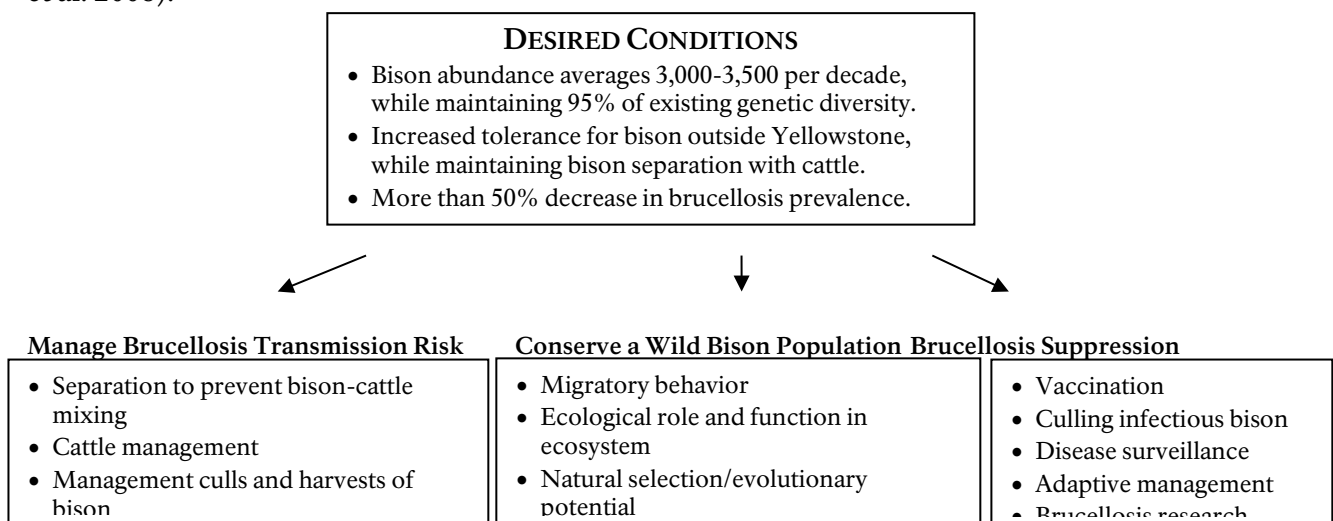 DESIRED CONDITIONS
• Bison abundance averages 3,000-3,500 per decade,
while maintaining 95% of existing genetic diversity.
• Increased tolerance for bison outside Yellowstone,
while maintaining bison separation with cattle.
• More than 50% decrease in brucellosis prevalence.
Manage Brucellosis Transmission Risk
• Separation to prevent bison-cattle
mixing
• Cattle management
• Management culls and harvests of
bison
Conserve a Wild Bison Population
• Migratory behavior
• Ecological role and function in
ecosystem
• Natural selection/evolutionary
potential
Brucellosis Suppression
• Vaccination
• Culling infectious bison
• Disease surveillance
• Adaptive management
• Brucellosis research